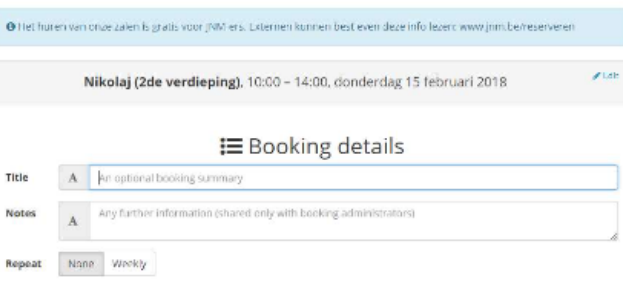 Het huren van onze zalen is gratis voor JNM-ers. Externen kunnen best even deze info lezen: www.jnm.be/reserveren
Nikolaj (2de verdieping), 10:00 – 14:00, donderdag 15 februari 2018
Edit
Booking details
Title A An optional booking summary
Notes A Any further information (shared only with booking administrators)
Repeat None Weekly